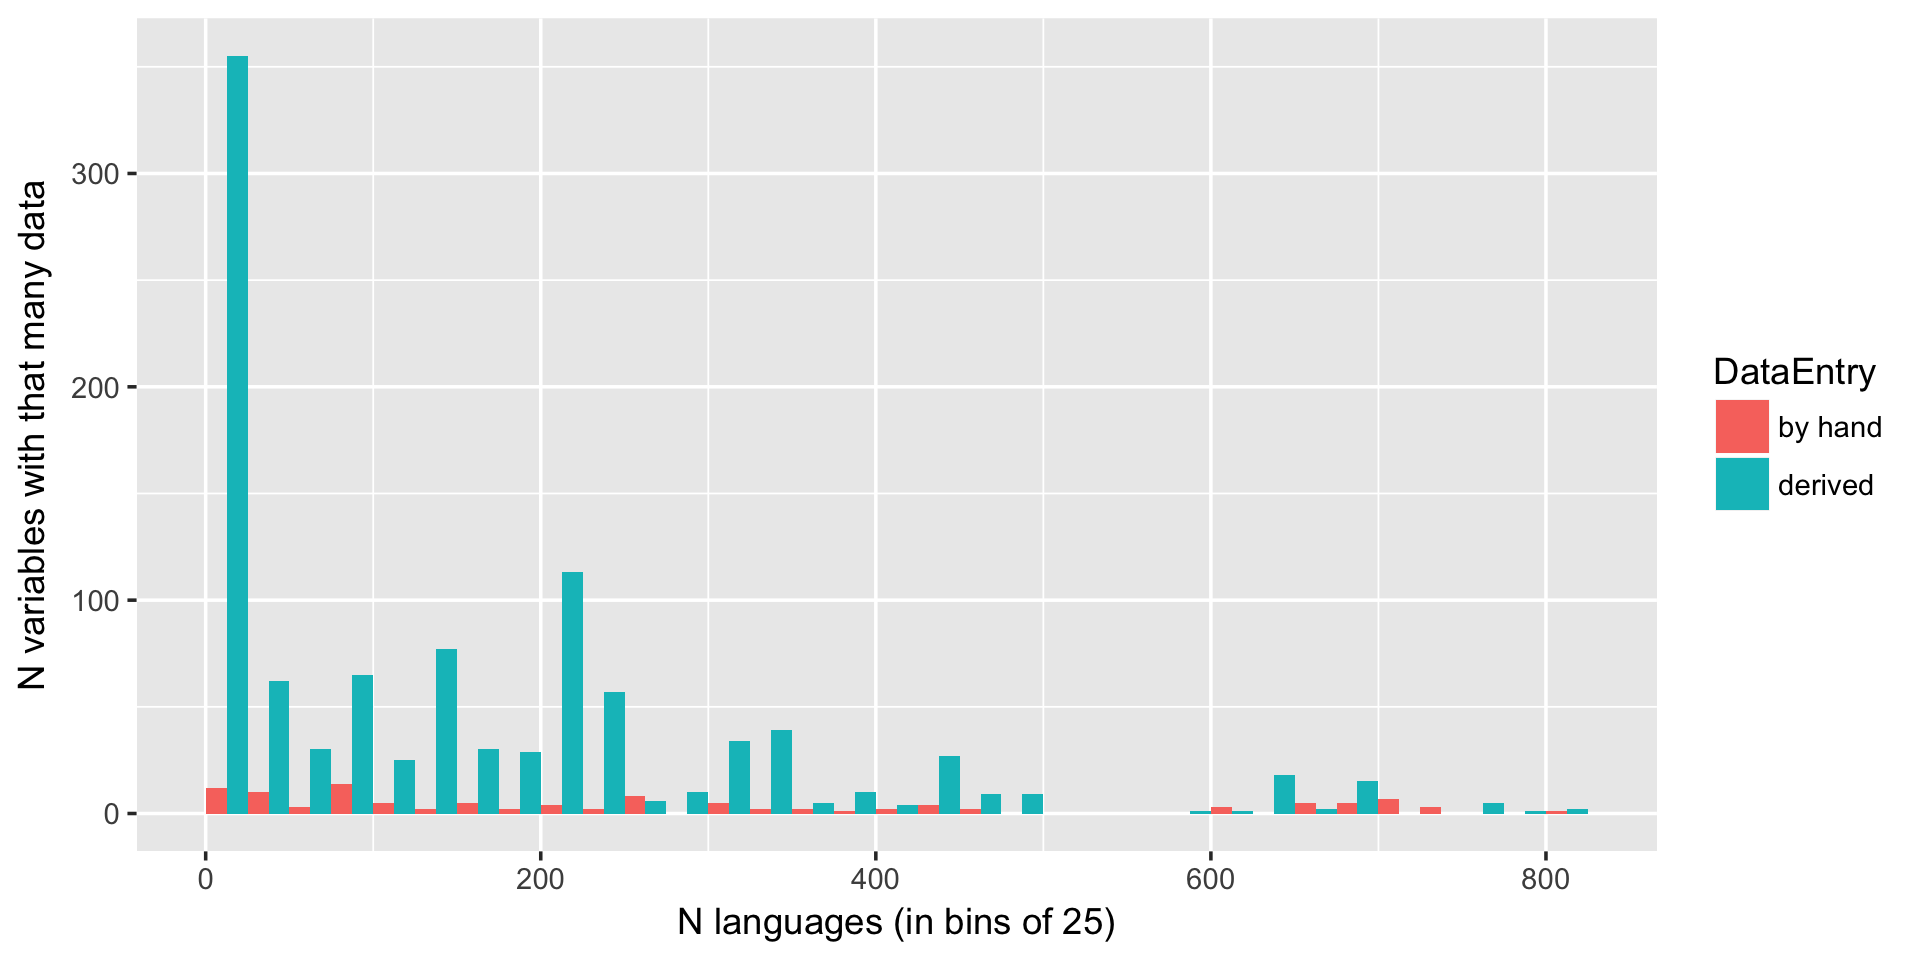 N variables with that many data
300
200
100
0
0 200 400 600 800
N languages (in bins of 25)
DataEntry
by hand
derived